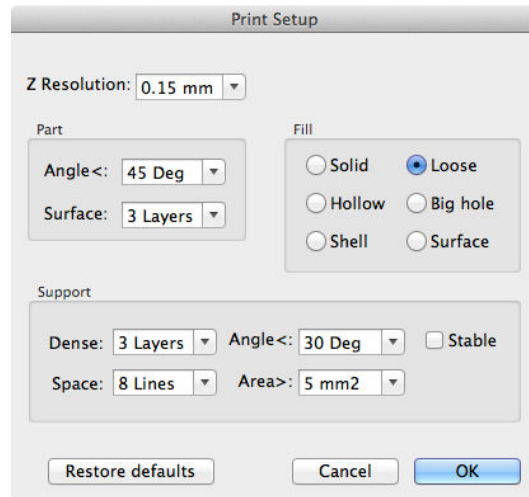 Print Setup
Z Resolution: 0.15 mm
Part
Angle<: 45 Deg
Surface: 3 Layers
Fill
Solid
Loose
Hollow
Big hole
Shell
Surface
Support
Dense: 3 Layers
Angle<: 30 Deg
Stable
Space: 8 Lines
Area>: 5 mm2
Restore defaults
Cancel
OK